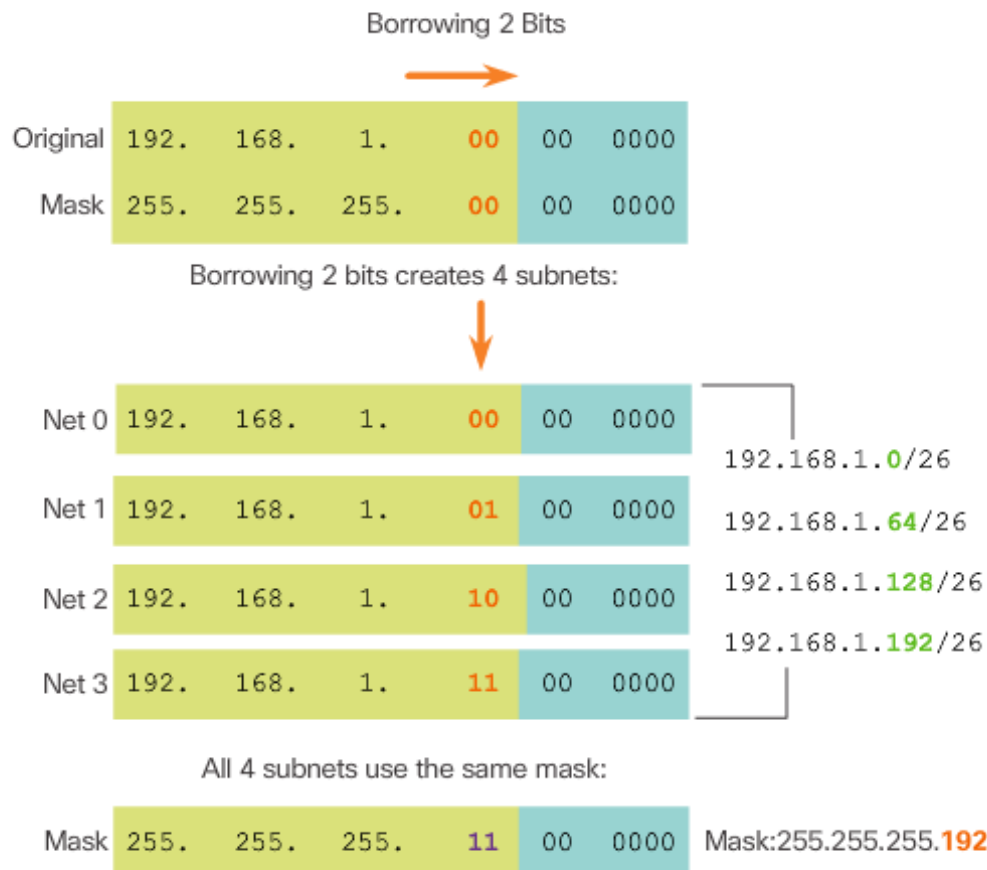 Borrowing 2 Bits
Original 192. 168. 1. 00 00 0000
Mask 255. 255. 255. 00 00 0000
Borrowing 2 bits creates 4 subnets:
Net 0 192. 168. 1. 00 00 0000
192.168.1.0/26
Net 1 192. 168. 1. 01 00 0000
192.168.1.64/26
Net 2 192. 168. 1. 10 00 0000
192.168.1.128/26
192.168.1.192/26
Net 3 192. 168. 1. 11 00 0000
All 4 subnets use the same mask:
Mask 255. 255. 255. 11 00 0000 Mask:255.255.255.192